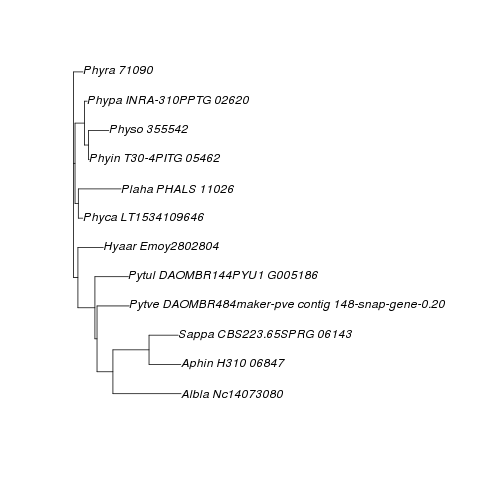 Phyra 71090
Phypa INRA-310PPTG 02620
Physo 355542
Phyin T30-4PITG 05462
Plaha PHALS 11026
Phyca LT1534109646
Hyaar Emoy2802804
Pytul DAOMBR144PYU1 G005186
Pytve DAOMBR484maker-pve contig 148-snap-gene-0.20
Sappa CBS223.65SPRG 06143
Aphin H310 06847
Albla Nc14073080